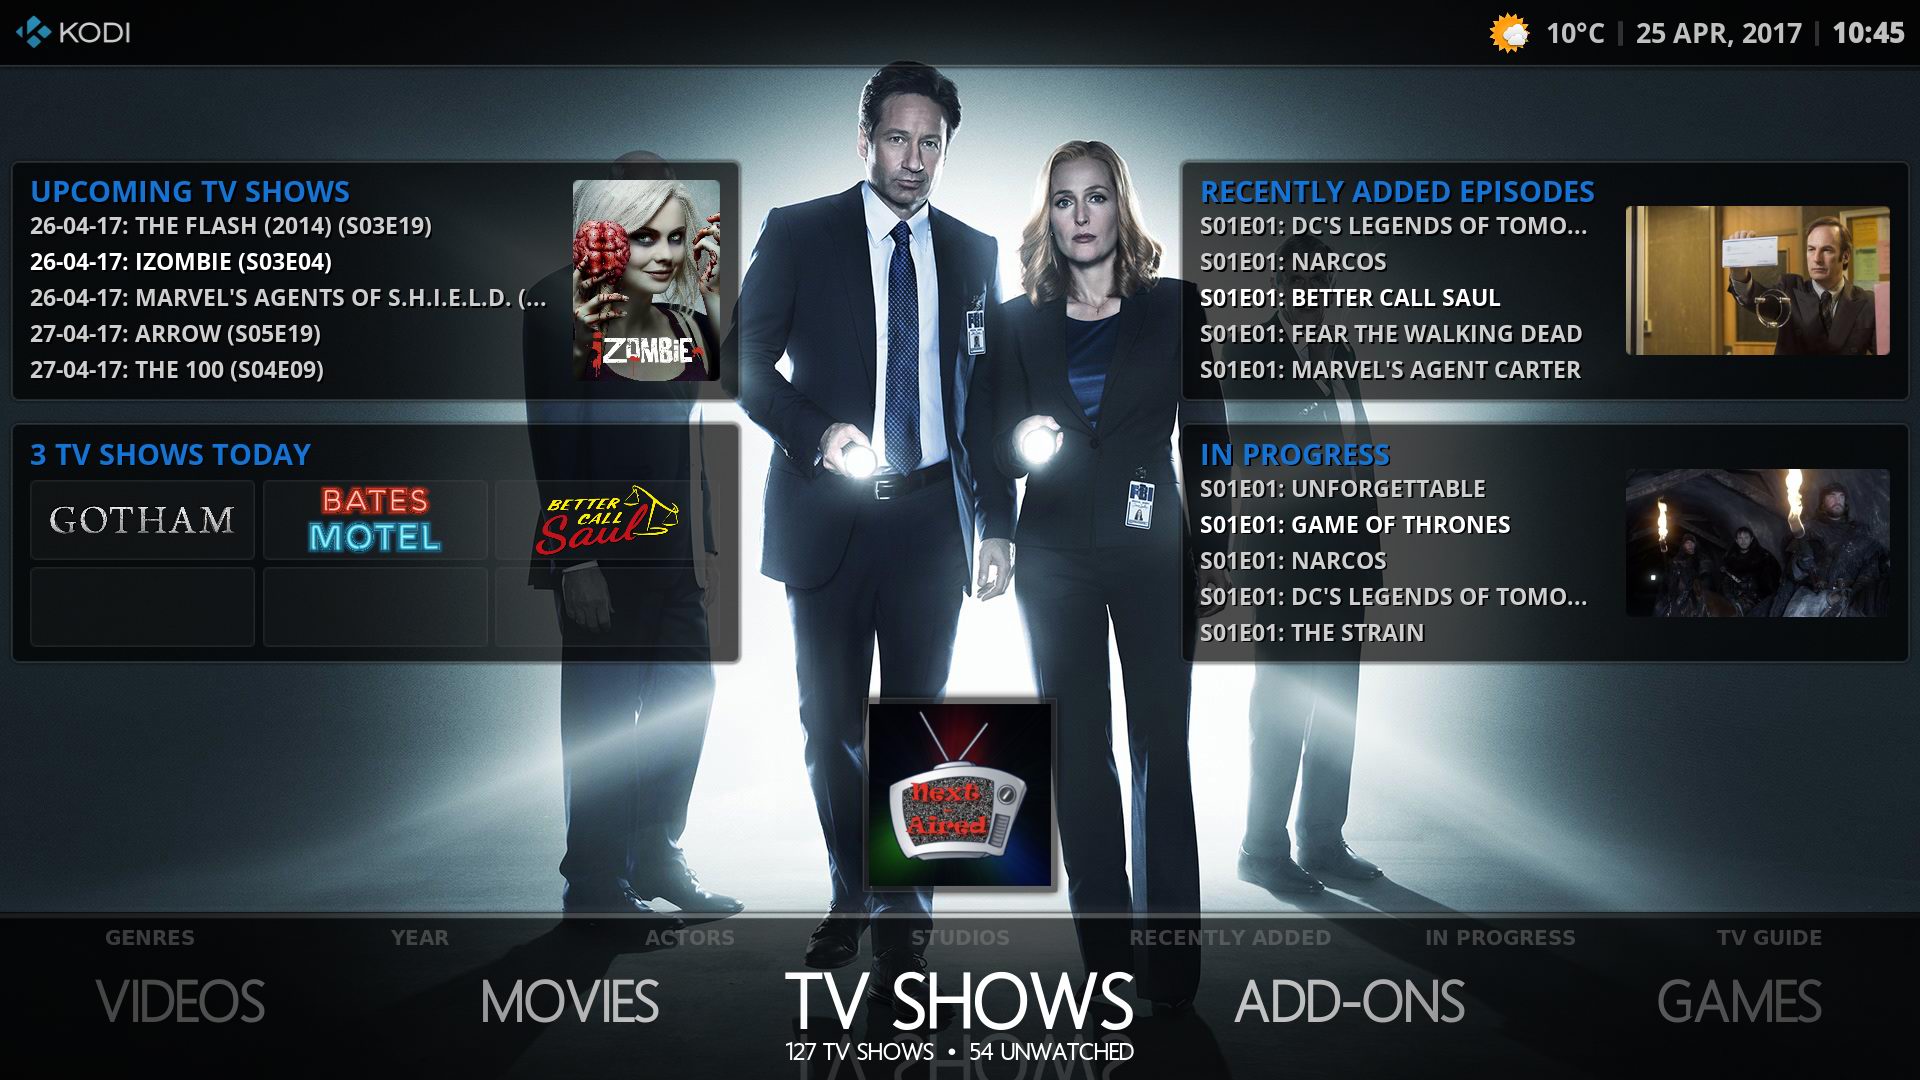 KODI
10°C | 25 APR, 2017 | 10:45
UPCOMING TV SHOWS
26-04-17: THE FLASH (2014) (S03E19)
26-04-17: IZOMBIE (S03E04)
26-04-17: MARVEL'S AGENTS OF S.H.I.E.L.D. (...
27-04-17: ARROW (S05E19)
27-04-17: THE 100 (S04E09)
iZOMBiE
RECENTLY ADDED EPISODES
S01E01: DC'S LEGENDS OF TOMO...
S01E01: NARCOS
S01E01: BETTER CALL SAUL
S01E01: FEAR THE WALKING DEAD
S01E01: MARVEL'S AGENT CARTER
FBI
3 TV SHOWS TODAY
GOTHAM
BATES
MOTEL
BETTER
CALL
Saul
IN PROGRESS
S01E01: UNFORGETTABLE
S01E01: GAME OF THRONES
S01E01: NARCOS
S01E01: DC'S LEGENDS OF TOMO...
S01E01: THE STRAIN
FBI
Next
Aired
GENRES YEAR ACTORS STUDIOS RECENTLY ADDED IN PROGRESS TV GUIDE
VIDEOS MOVIES TV SHOWS ADD-ONS GAMES
127 TV SHOWS • 54 UNWATCHED